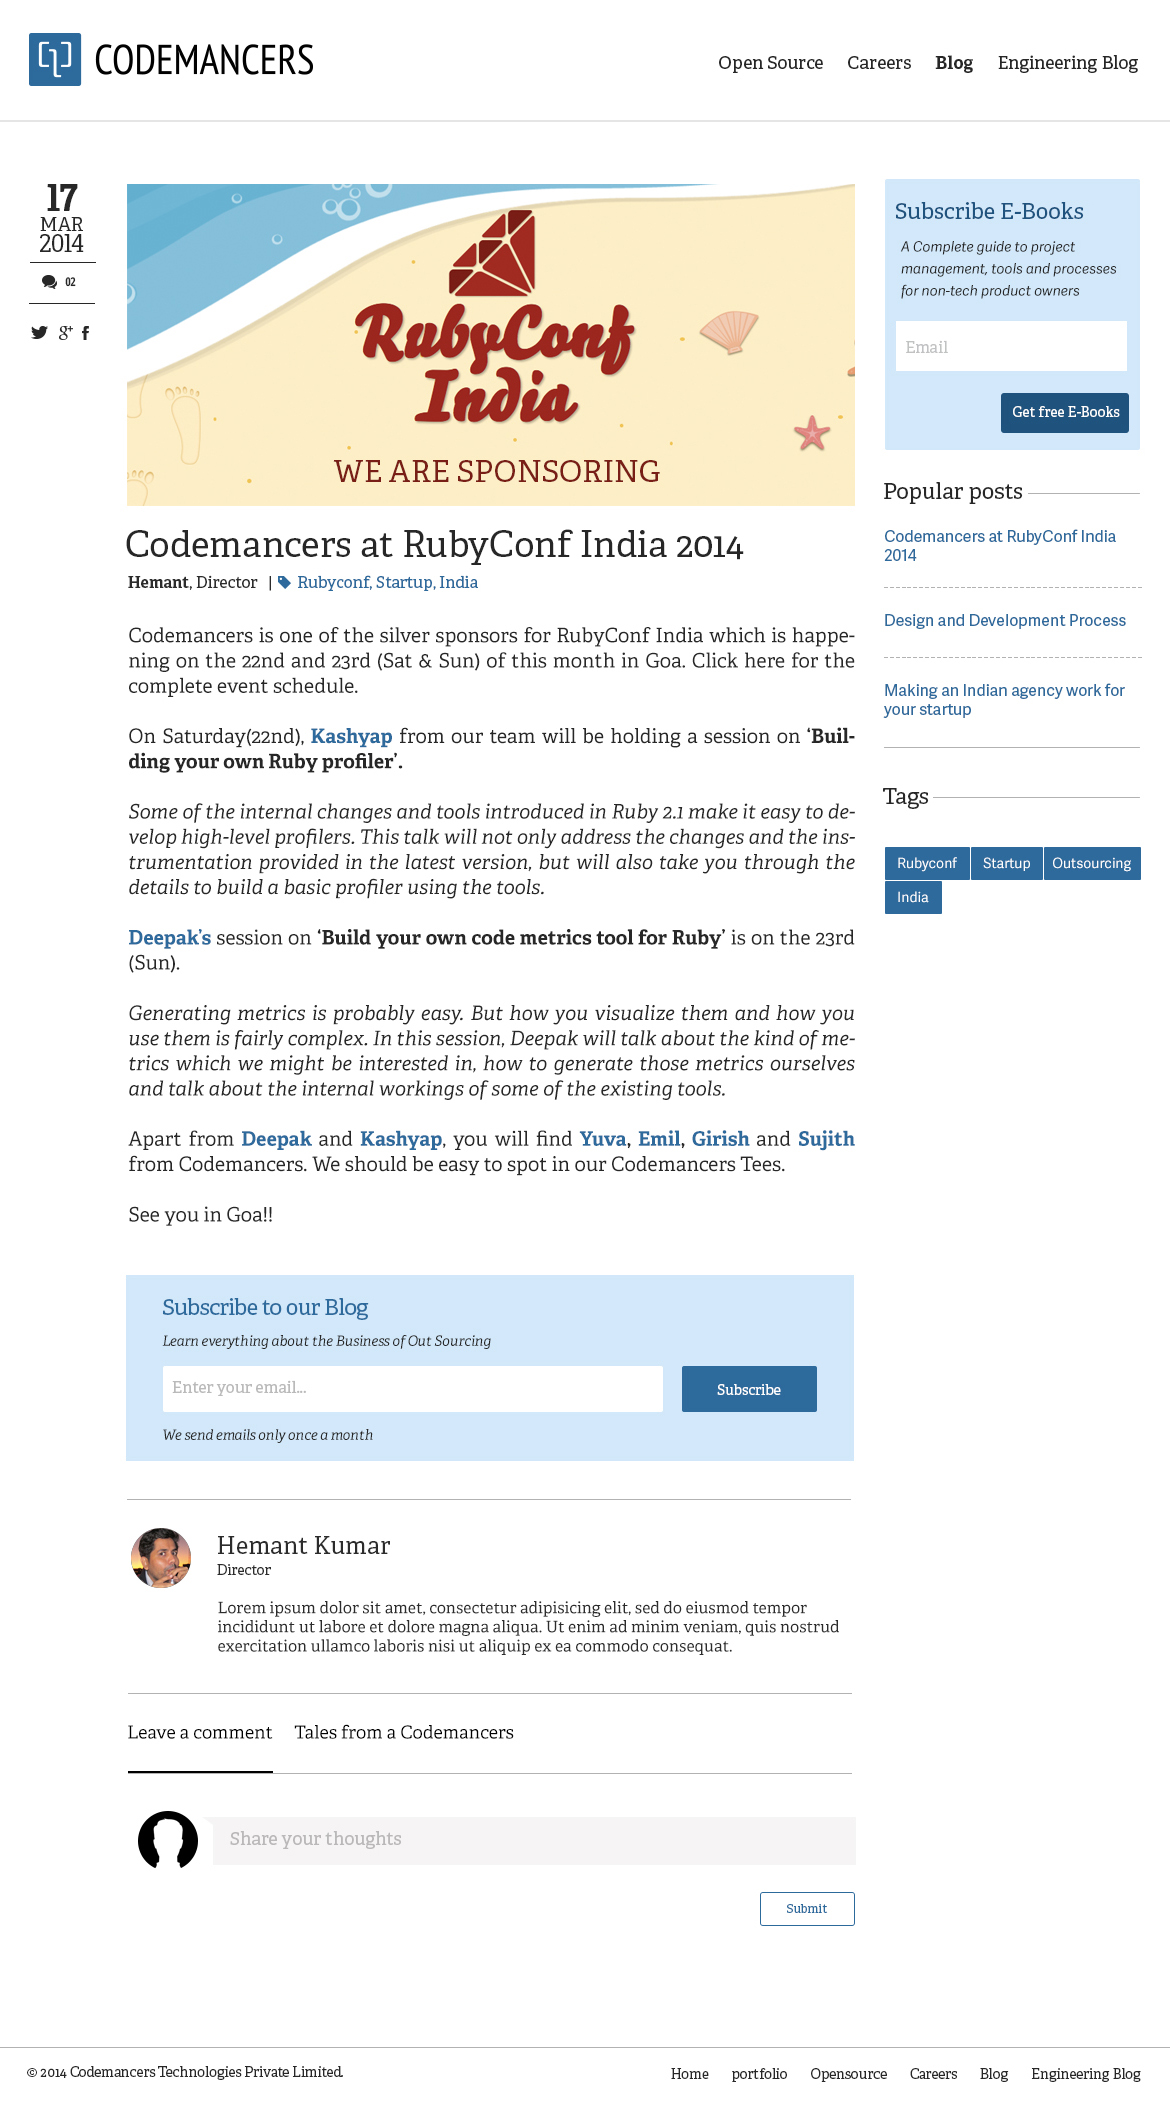 CODEMANCERS
Open Source Careers Blog Engineering Blog
17
MAR
2014
02
RubyConf
India
WE ARE SPONSORING
Codemancers at RubyConf India 2014
Hemant, Director | Rubyconf, Startup, India
Codemancers is one of the silver sponsors for RubyConf India which is happe-
ning on the 22nd and 23rd (Sat & Sun) of this month in Goa. Click here for the
complete event schedule.
On Saturday(22nd), Kashyap from our team will be holding a session on ‘Buil-
ding your own Ruby profiler’.
Some of the internal changes and tools introduced in Ruby 2.1 make it easy to de-
velop high-level profilers. This talk will not only address the changes and the ins-
trumentation provided in the latest version, but will also take you through the
details to build a basic profiler using the tools.
Deepak’s session on ‘Build your own code metrics tool for Ruby’ is on the 23rd
(Sun).
Generating metrics is probably easy. But how you visualize them and how you
use them is fairly complex. In this session, Deepak will talk about the kind of me-
trics which we might be interested in, how to generate those metrics ourselves
and talk about the internal workings of some of the existing tools.
Apart from Deepak and Kashyap, you will find Yuva, Emil, Girish and Sujith
from Codemancers. We should be easy to spot in our Codemancers Tees.
See you in Goa!!
Subscribe to our Blog
Learn everything about the Business of Out Sourcing
Enter your email...
Subscribe
We send emails only once a month
Hemant Kumar
Director
Lorem ipsum dolor sit amet, consectetur adipisicing elit, sed do eiusmod tempor
incididunt ut labore et dolore magna aliqua. Ut enim ad minim veniam, quis nostrud
exercitation ullamco laboris nisi ut aliquip ex ea commodo consequat.
Leave a comment Tales from a Codemancers
Share your thoughts
Submit
Subscribe E-Books
A Complete guide to project
management, tools and processes
for non-tech product owners
Email
Get free E-Books
Popular posts
Codemancers at RubyConf India
2014
Design and Development Process
Making an Indian agency work for
your startup
Tags
Rubyconf Startup Outsourcing
India
© 2014 Codemancers Technologies Private Limited.
Home portfolio Opensource Careers Blog Engineering Blog